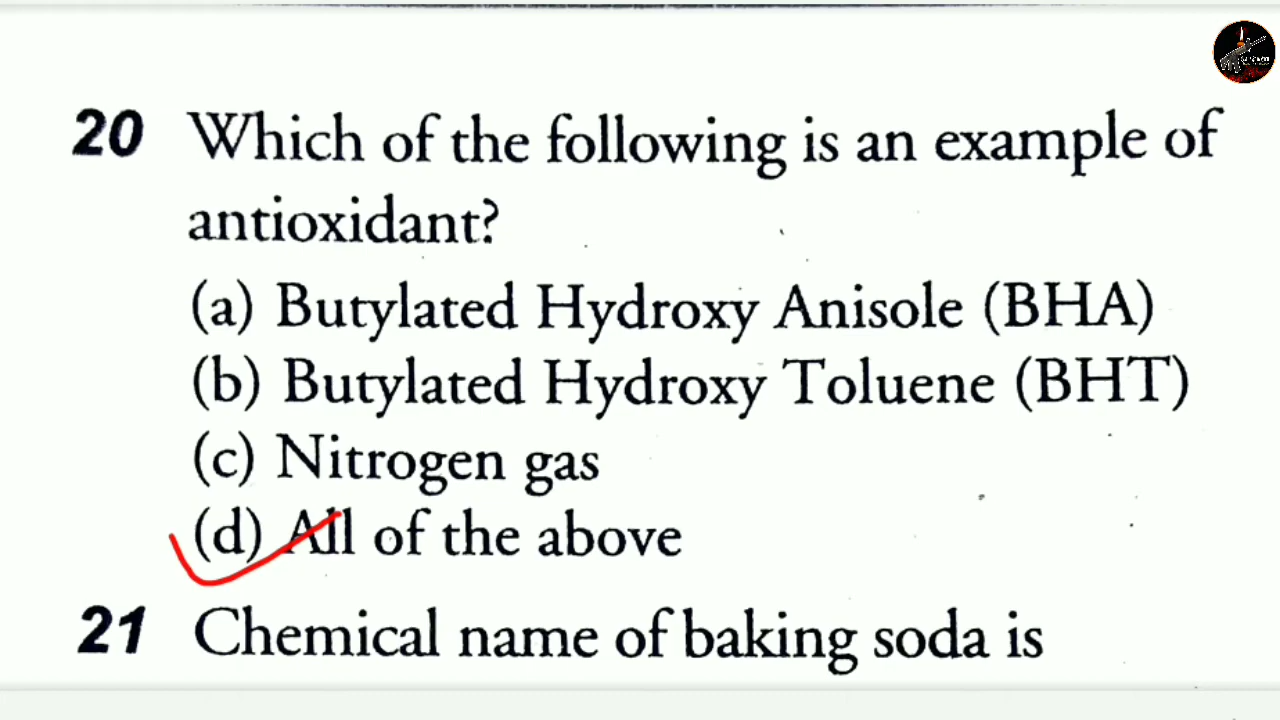 20 Which of the following is an example of
antioxidant?
(a) Butylated Hydroxy Anisole (BHA)
(b) Butylated Hydroxy Toluene (BHT)
(c) Nitrogen gas
(d) All of the above
21 Chemical name of baking soda is